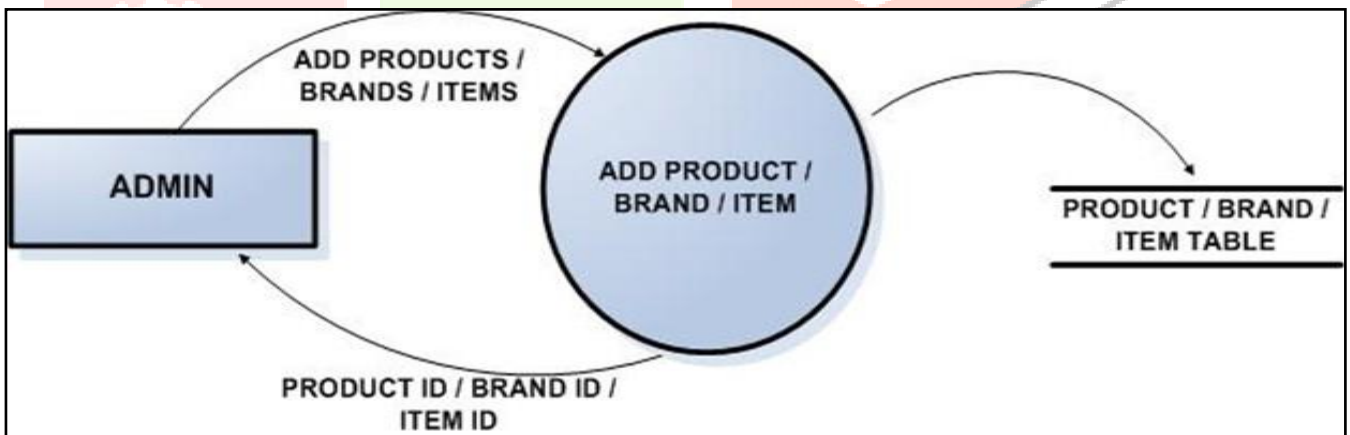 ADD PRODUCTS /
BRANDS / ITEMS
ADMIN
ADD PRODUCT /
BRAND / ITEM
PRODUCT / BRAND /
ITEM TABLE
PRODUCT ID / BRAND ID /
ITEM ID